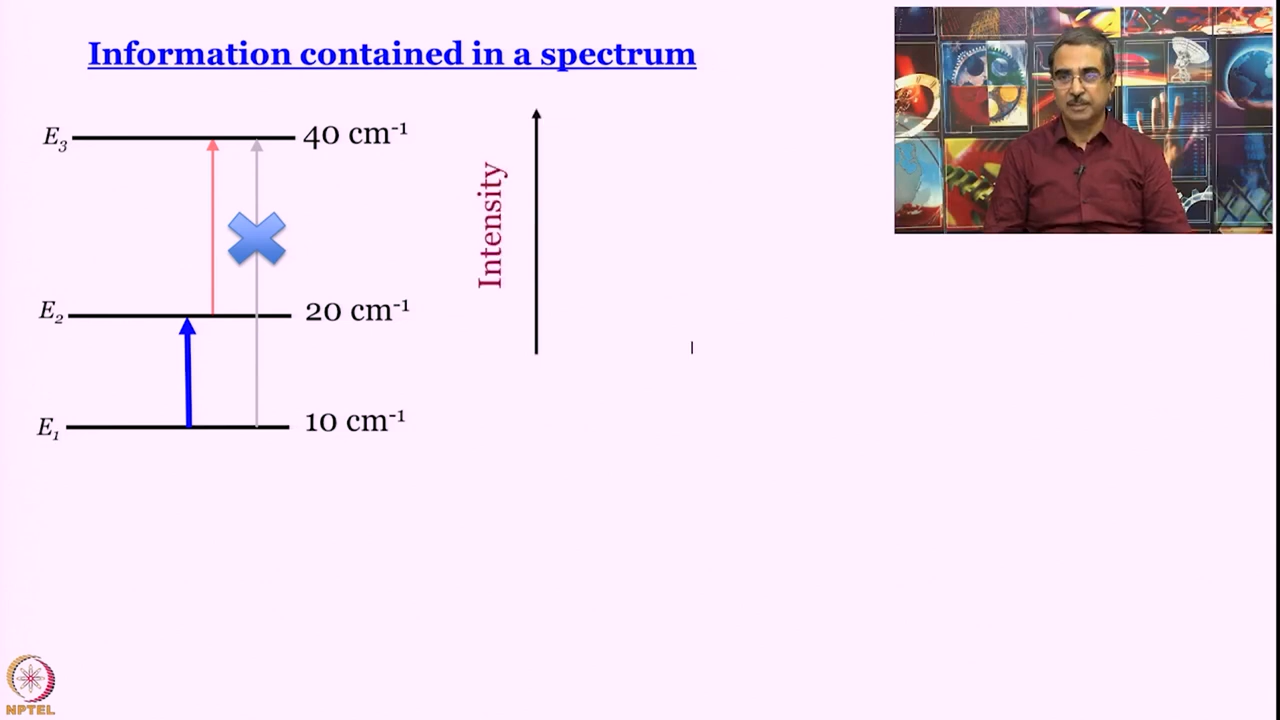 Information contained in a spectrum
E3 40 cm-1
E2 20 cm-1
E1 10 cm-1
Intensity
NPTEL